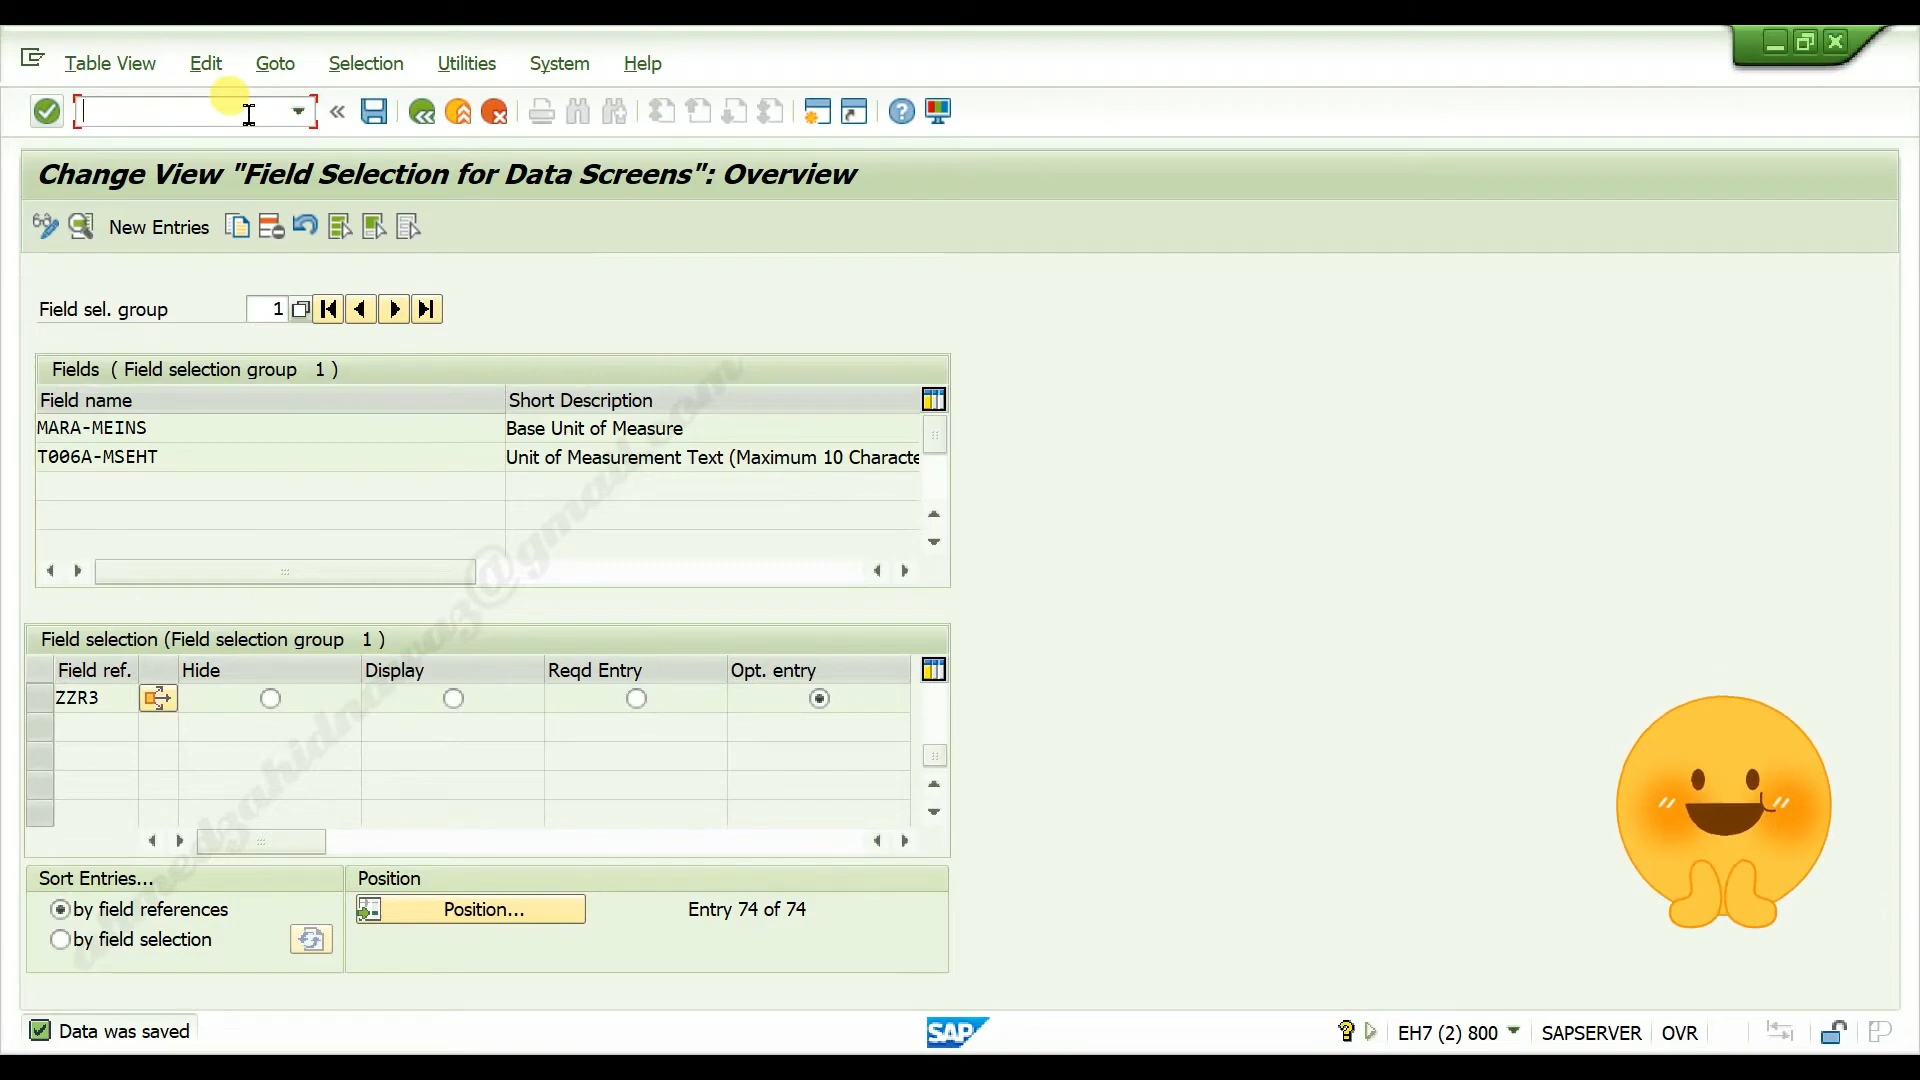 Table View Edit Goto Selection Utilities System Help
Change View "Field Selection for Data Screens": Overview
New Entries
Field sel. group 1
Fields ( Field selection group 1 )
Field name Short Description
MARA-MEINS Base Unit of Measure
T006A-MSEHT Unit of Measurement Text (Maximum 10 Characte
Field selection (Field selection group 1 )
Field ref. Hide Display Reqd Entry Opt. entry
ZZR3
Sort Entries... Position
by field references Position... Entry 74 of 74
by field selection
Data was saved SAP EH7 (2) 800 SAPSERVER OVR